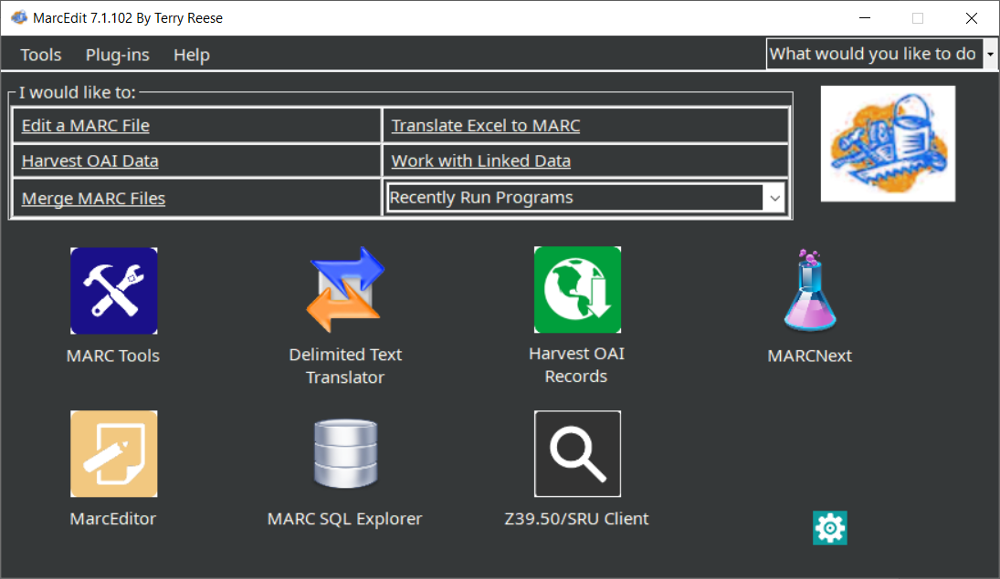 MarcEdit 7.1.102 By Terry Reese
Tools Plug-ins Help What would you like to do
I would like to:
Edit a MARC File Translate Excel to MARC
Harvest OAI Data Work with Linked Data
Merge MARC Files Recently Run Programs
MARC Tools
Delimited Text
Translator
Harvest OAI
Records
MARCNext
MarcEditor
MARC SQL Explorer
Z39.50/SRU Client